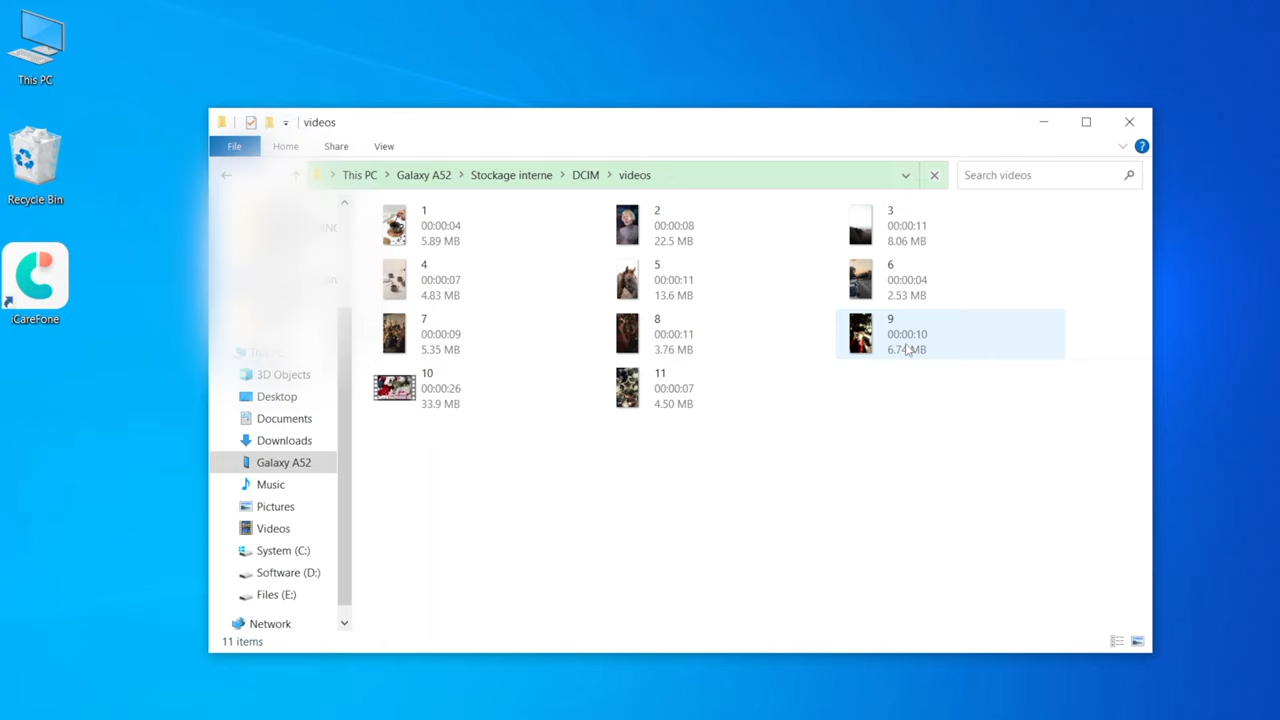 This PC
Recycle Bin
iCareFone
videos
File Home Share View
This PC Galaxy A52 Stockage interne DCIM videos
Search videos
1
00:00:04
5.89 MB
2
00:00:08
22.5 MB
3
00:00:11
8.06 MB
4
00:00:07
4.83 MB
5
00:00:11
13.6 MB
6
00:00:04
2.53 MB
7
00:00:09
5.35 MB
8
00:00:11
3.76 MB
9
00:00:10
6.74 MB
10
00:00:26
33.9 MB
11
00:00:07
4.50 MB
This PC
3D Objects
Desktop
Documents
Downloads
Galaxy A52
Music
Pictures
Videos
System (C:)
Software (D:)
Files (E:)
Network
11 items